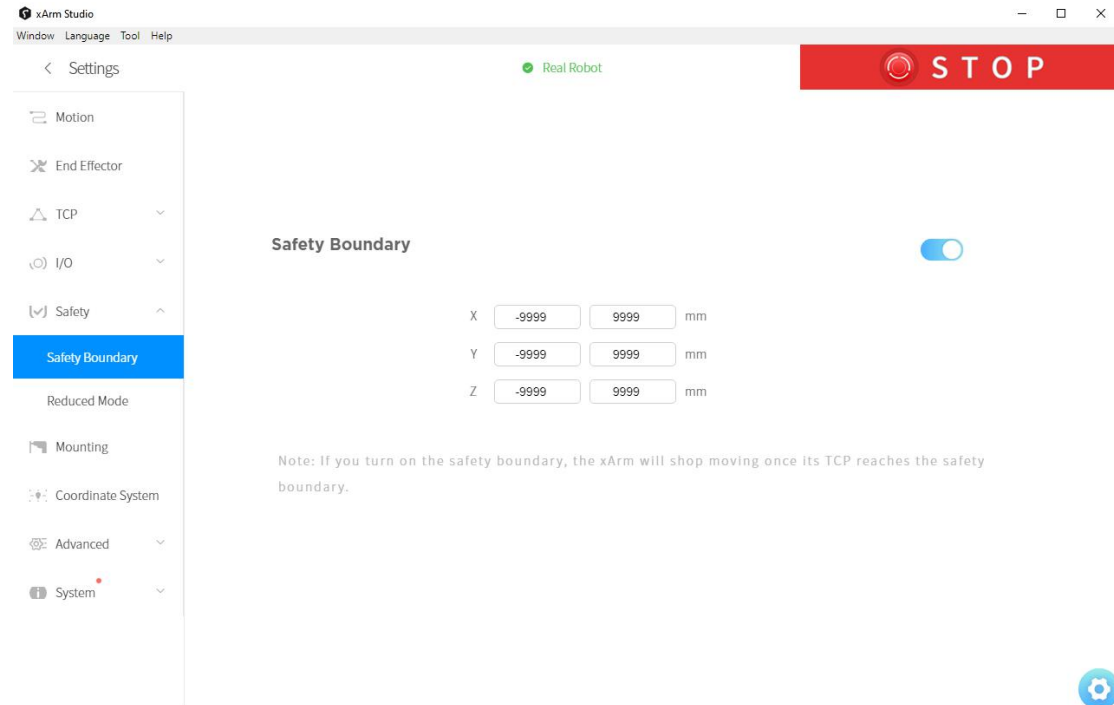 xArm Studio
Window Language Tool Help
Settings
Real Robot
STOP
Motion
End Effector
TCP
I/O
Safety
Safety Boundary
Reduced Mode
Mounting
Coordinate System
Advanced
System
Safety Boundary
X -9999 9999 mm
Y -9999 9999 mm
Z -9999 9999 mm
Note: If you turn on the safety boundary, the xArm will shop moving once its TCP reaches the safety
boundary.